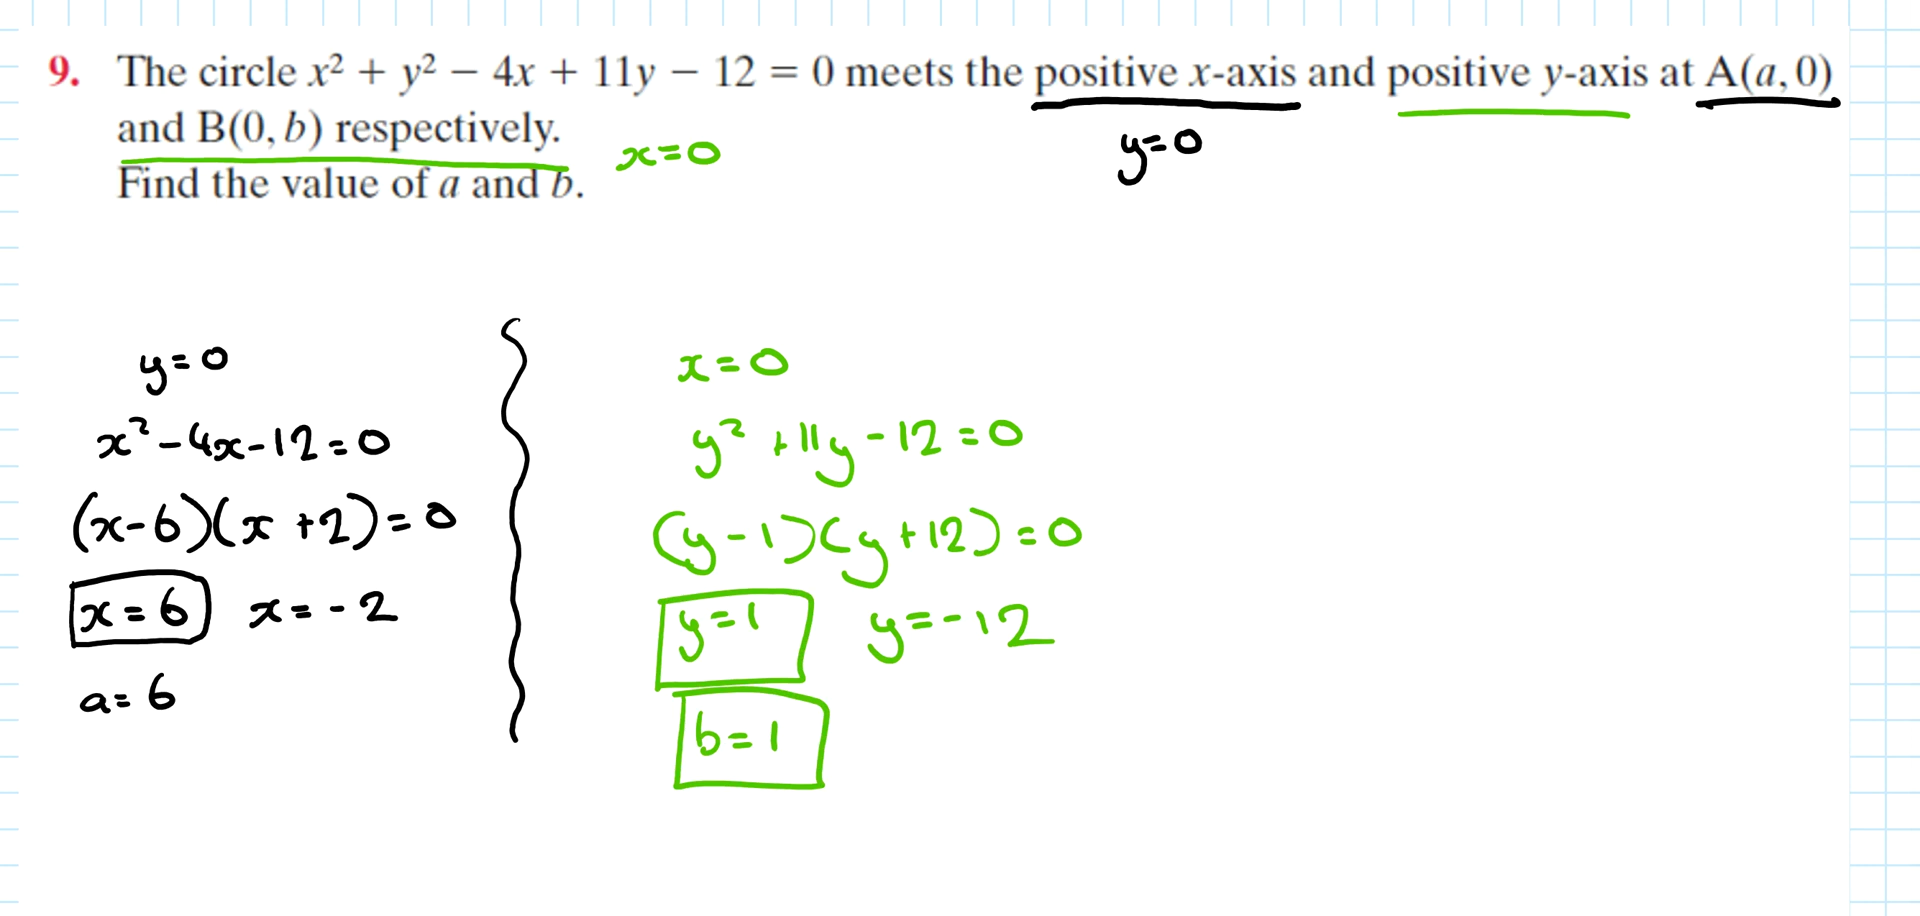 9. The circle x² + y² − 4x + 11y − 12 = 0 meets the positive x-axis and positive y-axis at A(a, 0)
and B(0, b) respectively.
x=0
y=0
Find the value of a and b.
y=0
x²-4x-12=0
(x-6)(x+2)=0
x=6 x=-2
a=6
x=0
y²+11y-12=0
(y-1)(y+12)=0
y=1 y=-12
b=1